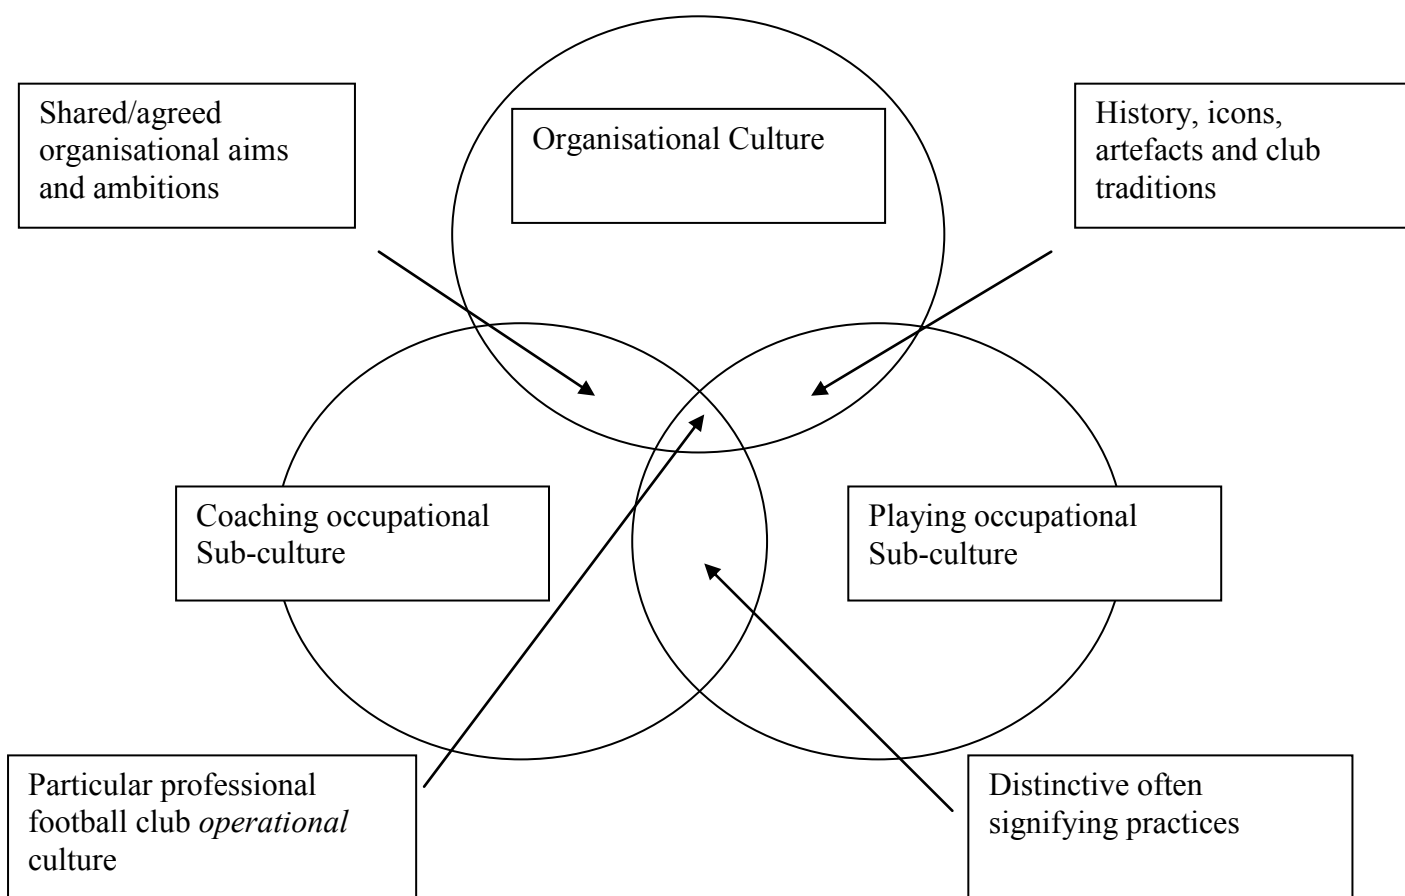 Shared/agreed
organisational aims
and ambitions
Organisational Culture
History, icons,
artefacts and club
traditions
Coaching occupational
Sub-culture
Playing occupational
Sub-culture
Particular professional
football club operational
culture
Distinctive often
signifying practices